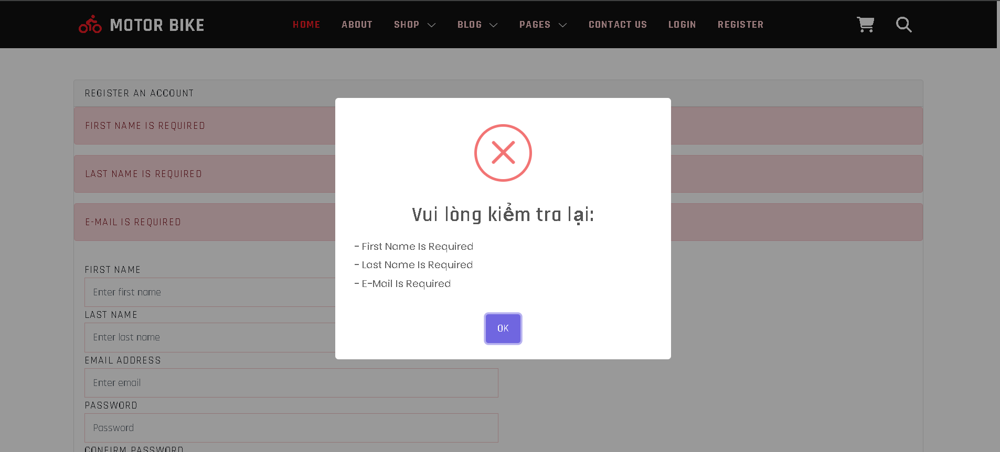 MOTOR BIKE
HOME ABOUT SHOP BLOG PAGES CONTACT US LOGIN REGISTER
REGISTER AN ACCOUNT
FIRST NAME IS REQUIRED
LAST NAME IS REQUIRED
E-MAIL IS REQUIRED
Vui lòng kiểm tra lại:
- First Name Is Required
- Last Name Is Required
- E-Mail Is Required
OK
FIRST NAME
Enter first name
LAST NAME
Enter last name
EMAIL ADDRESS
Enter email
PASSWORD
Password
CONFIRM PASSWORD